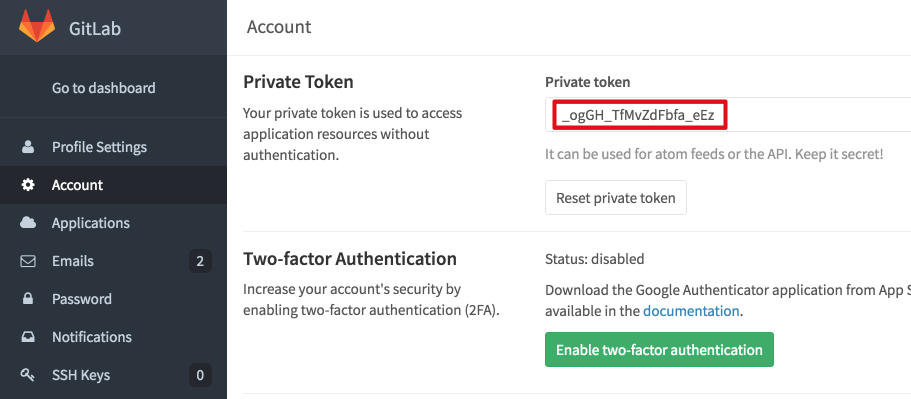 GitLab
Account
Go to dashboard
Profile Settings
Account
Applications
Emails 2
Password
Notifications
SSH Keys 0
Private Token
Your private token is used to access
application resources without
authentication.
Private token
_ogGH_TfMvZdFbfa_eEz
It can be used for atom feeds or the API. Keep it secret!
Reset private token
Two-factor Authentication
Increase your account's security by
enabling two-factor authentication (2FA).
Status: disabled
Download the Google Authenticator application from App S
available in the documentation.
Enable two-factor authentication